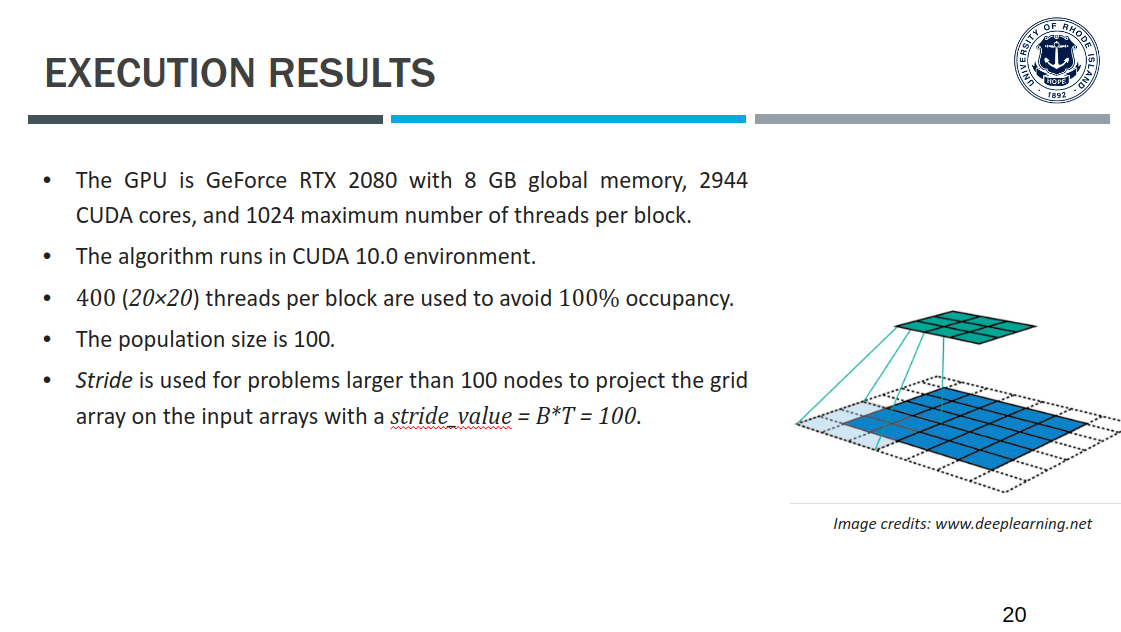 EXECUTION RESULTS
UNIVERSITY OF RHODE ISLAND
HOPE
· 1892 ·
• The GPU is GeForce RTX 2080 with 8 GB global memory, 2944
CUDA cores, and 1024 maximum number of threads per block.
• The algorithm runs in CUDA 10.0 environment.
• 400 (20×20) threads per block are used to avoid 100% occupancy.
• The population size is 100.
• Stride is used for problems larger than 100 nodes to project the grid
array on the input arrays with a stride_value = B*T = 100.
Image credits: www.deeplearning.net
20